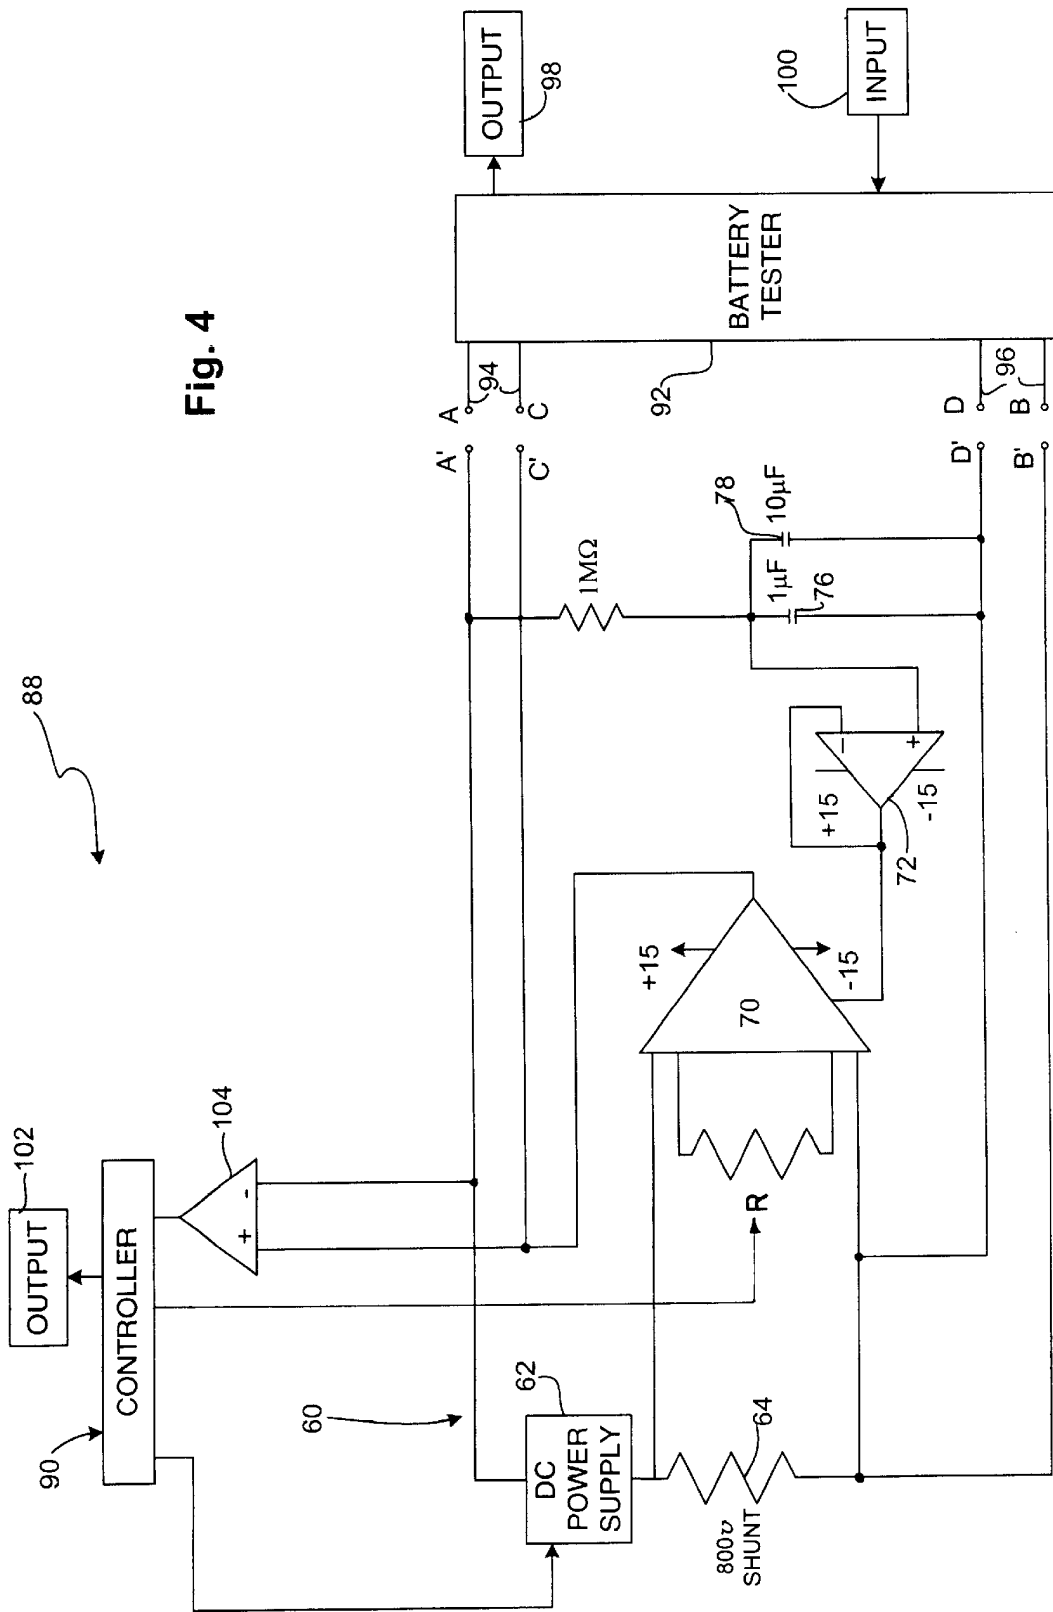 Fig. 4
88
OUTPUT
102
CONTROLLER
90
104
+
-
60
DC
POWER
SUPPLY
62
800℧
SHUNT
64
R
70
+15
-15
72
+15
-15
-
+
1MΩ
1µF
76
78
10µF
A'
A
C'
C
94
D'
D
B'
B
96
92
BATTERY
TESTER
OUTPUT
98
100
INPUT